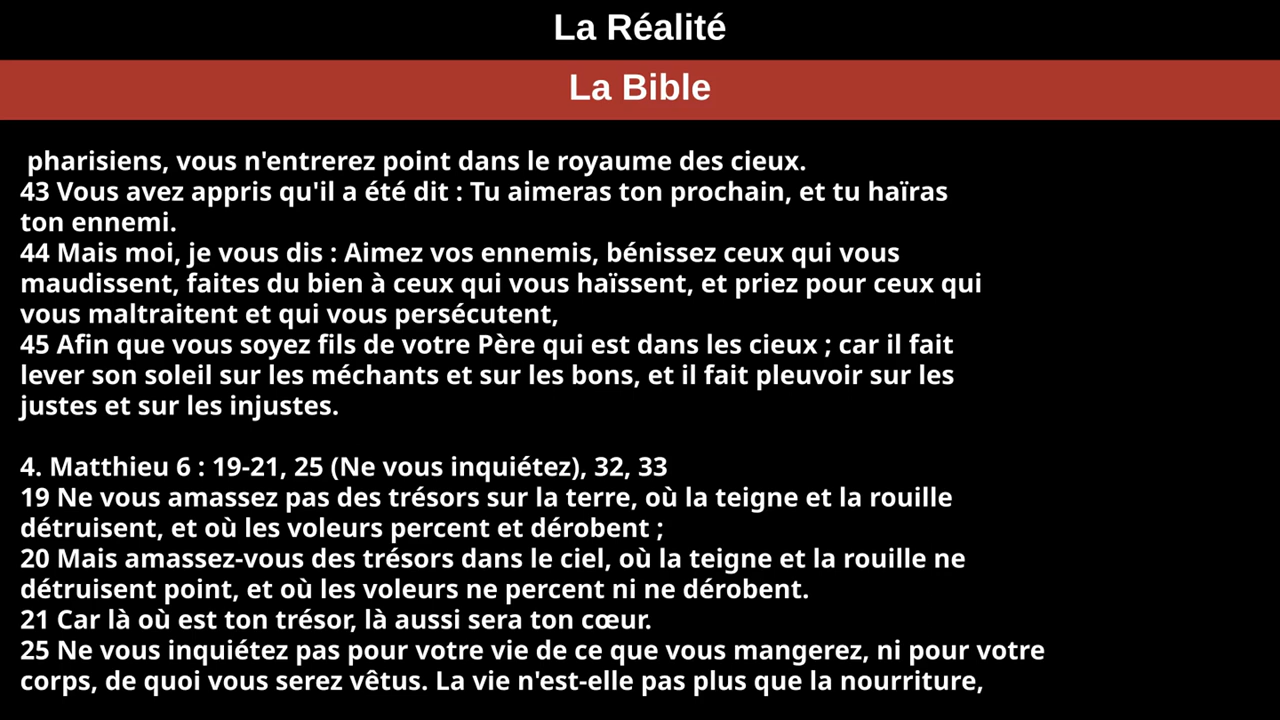 La Réalité
La Bible
pharisiens, vous n'entrerez point dans le royaume des cieux.
43 Vous avez appris qu'il a été dit : Tu aimeras ton prochain, et tu haïras
ton ennemi.
44 Mais moi, je vous dis : Aimez vos ennemis, bénissez ceux qui vous
maudissent, faites du bien à ceux qui vous haïssent, et priez pour ceux qui
vous maltraitent et qui vous persécutent,
45 Afin que vous soyez fils de votre Père qui est dans les cieux ; car il fait
lever son soleil sur les méchants et sur les bons, et il fait pleuvoir sur les
justes et sur les injustes.
4. Matthieu 6 : 19-21, 25 (Ne vous inquiétez), 32, 33
19 Ne vous amassez pas des trésors sur la terre, où la teigne et la rouille
détruisent, et où les voleurs percent et dérobent ;
20 Mais amassez-vous des trésors dans le ciel, où la teigne et la rouille ne
détruisent point, et où les voleurs ne percent ni ne dérobent.
21 Car là où est ton trésor, là aussi sera ton cœur.
25 Ne vous inquiétez pas pour votre vie de ce que vous mangerez, ni pour votre
corps, de quoi vous serez vêtus. La vie n'est-elle pas plus que la nourriture,